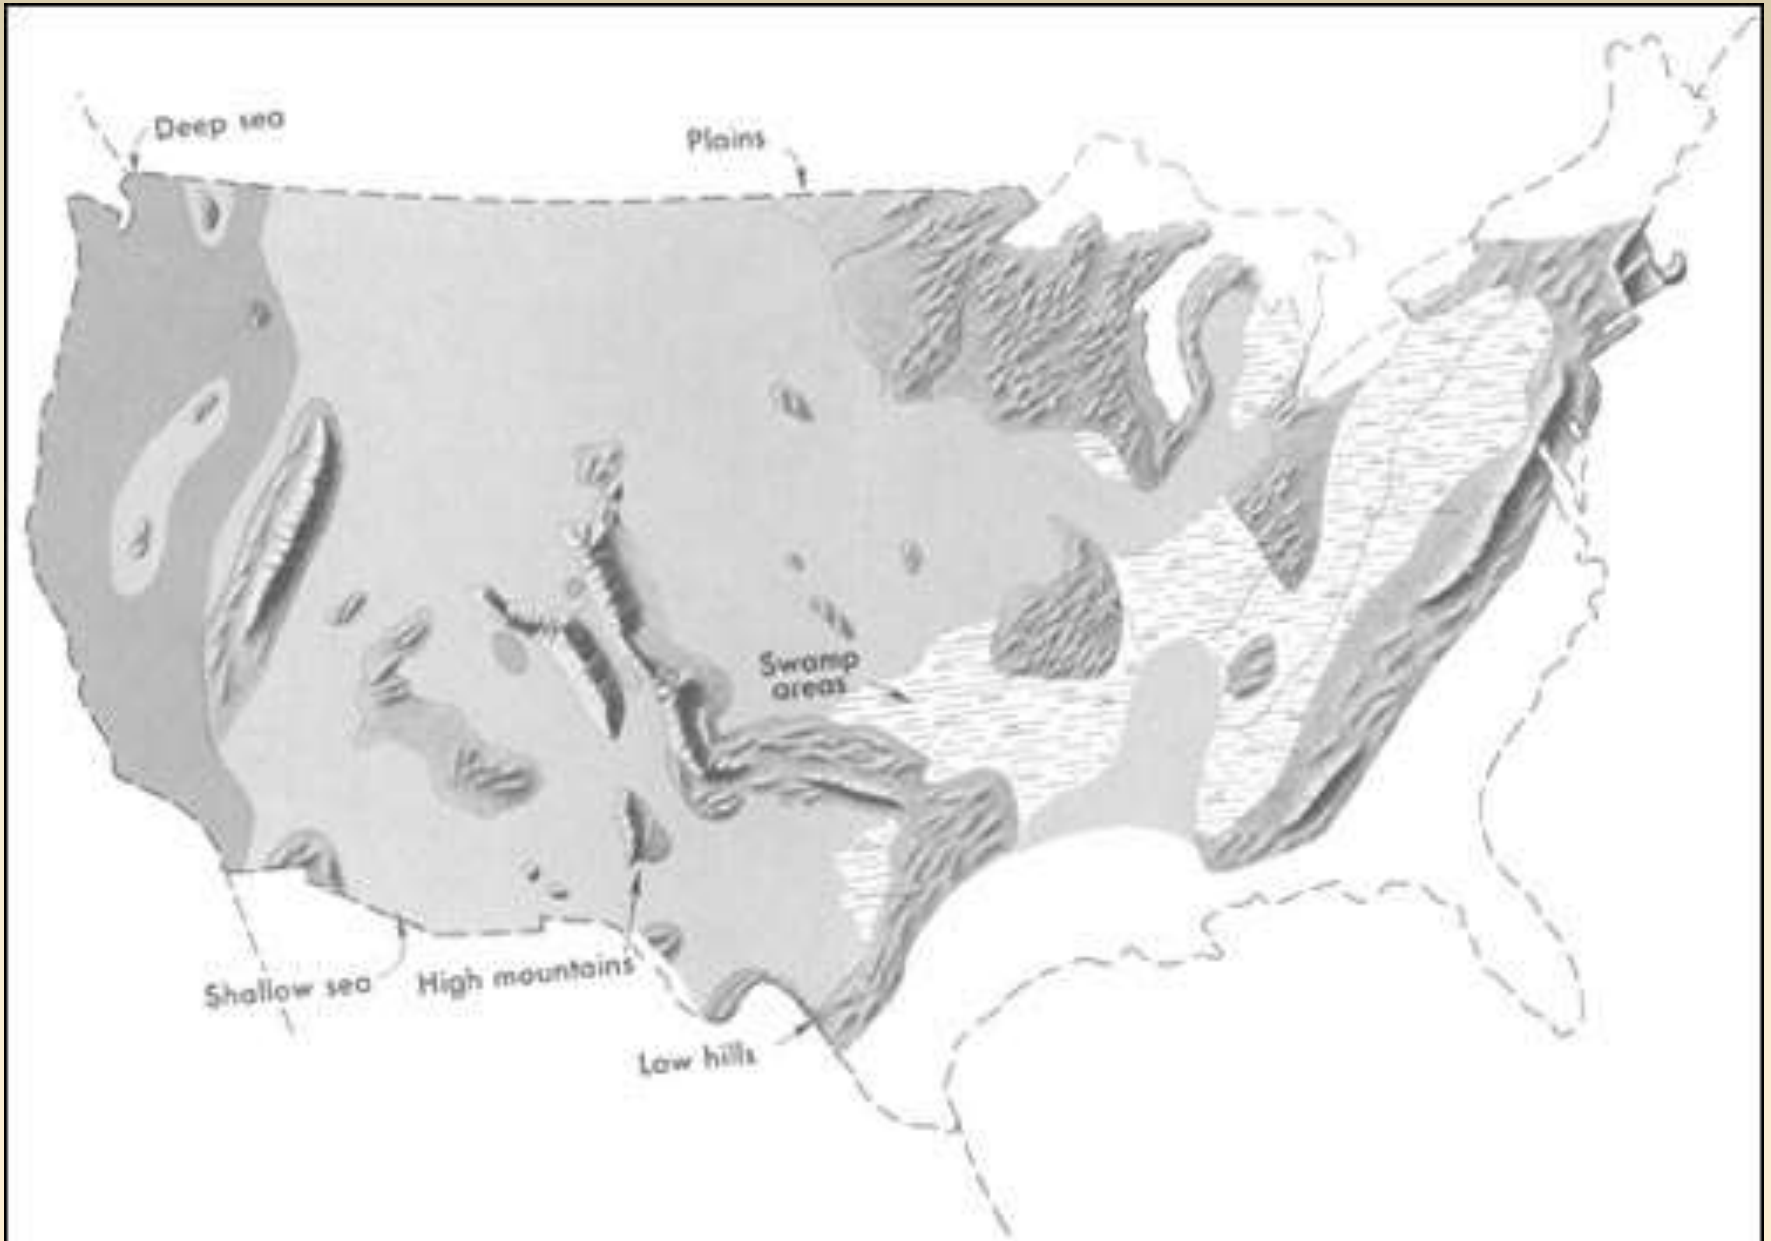 Deep sea
Plains
Swamp
areas
Shallow sea
High mountains
Low hills